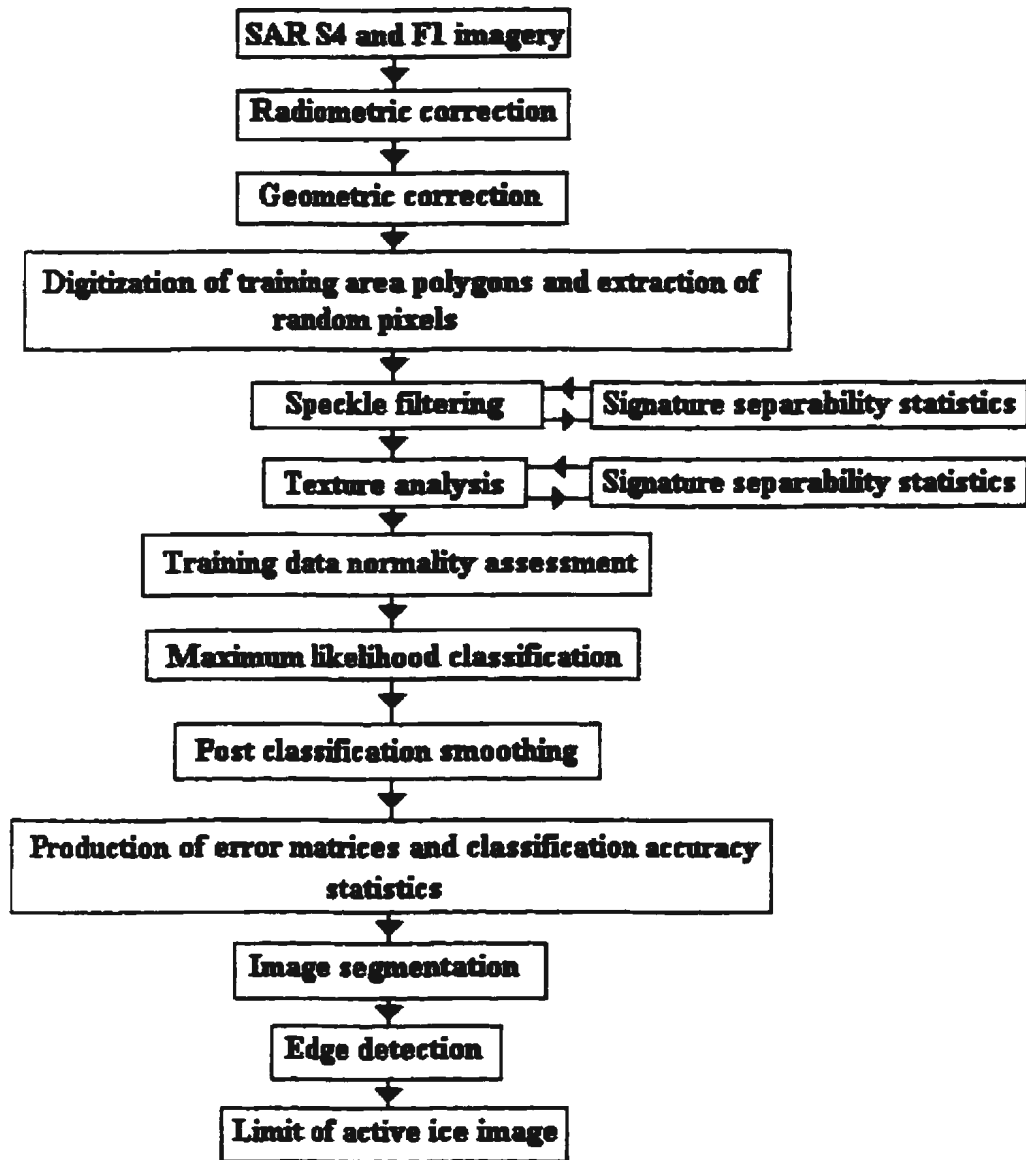 SAR S4 and F1 imagery
Radiometric correction
Geometric correction
Digitization of training area polygons and extraction of
random pixels
Speckle filtering
Signature separability statistics
Texture analysis
Signature separability statistics
Training data normality assessment
Maximum likelihood classification
Post classification smoothing
Production of error matrices and classification accuracy
statistics
Image segmentation
Edge detection
Limit of active ice image